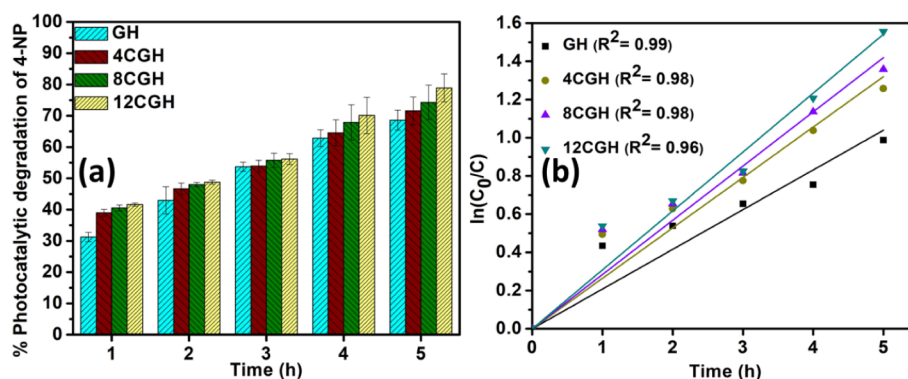 % Photocatalytic degradation of 4-NP
100
90
80
70
60
50
40
30
20
10
0
GH
4CGH
8CGH
12CGH
(a)
1 2 3 4 5
Time (h)
ln(C0/C)
1.6
1.4
1.2
1.0
0.8
0.6
0.4
0.2
0.0
GH (R2= 0.99)
4CGH (R2= 0.98)
8CGH (R2= 0.98)
12CGH (R2= 0.96)
(b)
0 1 2 3 4 5
Time (h)